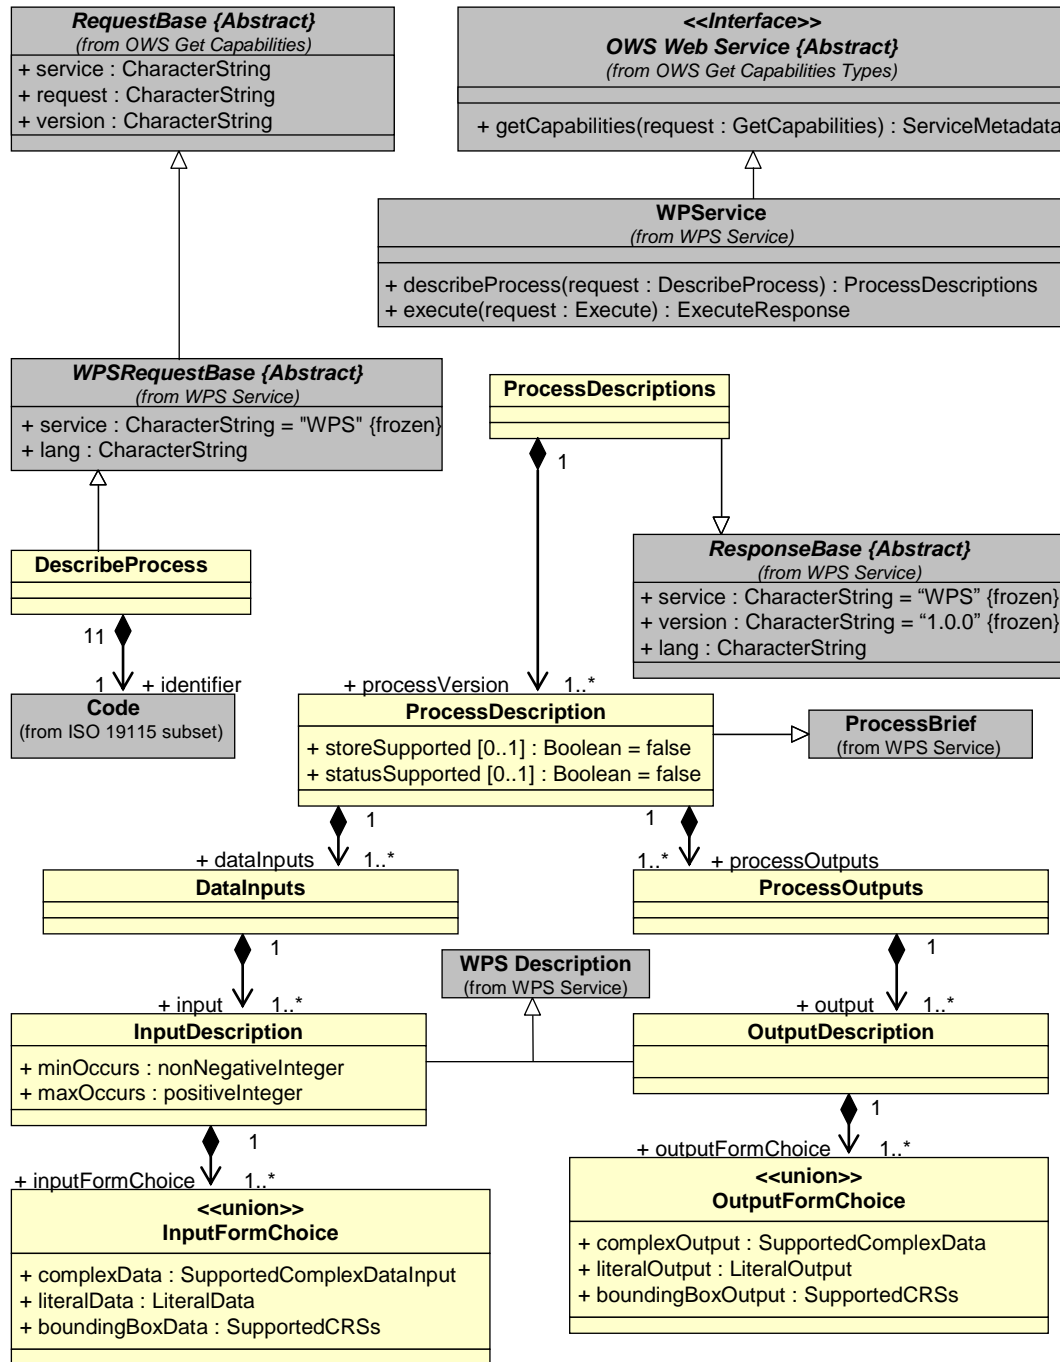 RequestBase {Abstract}
(from OWS Get Capabilities)
+ service : CharacterString
+ request : CharacterString
+ version : CharacterString
<<Interface>>
OWS Web Service {Abstract}
(from OWS Get Capabilities Types)
+ getCapabilities(request : GetCapabilities) : ServiceMetadata
WPService
(from WPS Service)
+ describeProcess(request : DescribeProcess) : ProcessDescriptions
+ execute(request : Execute) : ExecuteResponse
WPSRequestBase {Abstract}
(from WPS Service)
+ service : CharacterString = "WPS" {frozen}
+ lang : CharacterString
ProcessDescriptions
1
ResponseBase {Abstract}
(from WPS Service)
+ service : CharacterString = “WPS” {frozen}
+ version : CharacterString = “1.0.0” {frozen}
+ lang : CharacterString
DescribeProcess
11
1 + identifier
Code
(from ISO 19115 subset)
+ processVersion 1..*
ProcessDescription
+ storeSupported [0..1] : Boolean = false
+ statusSupported [0..1] : Boolean = false
ProcessBrief
(from WPS Service)
1
1
+ dataInputs 1..*
1..* + processOutputs
DataInputs
1
ProcessOutputs
1
WPS Description
(from WPS Service)
+ input 1..*
+ output 1..*
InputDescription
+ minOccurs : nonNegativeInteger
+ maxOccurs : positiveInteger
OutputDescription
1
1
+ inputFormChoice 1..*
+ outputFormChoice 1..*
<<union>>
InputFormChoice
+ complexData : SupportedComplexDataInput
+ literalData : LiteralData
+ boundingBoxData : SupportedCRSs
<<union>>
OutputFormChoice
+ complexOutput : SupportedComplexData
+ literalOutput : LiteralOutput
+ boundingBoxOutput : SupportedCRSs